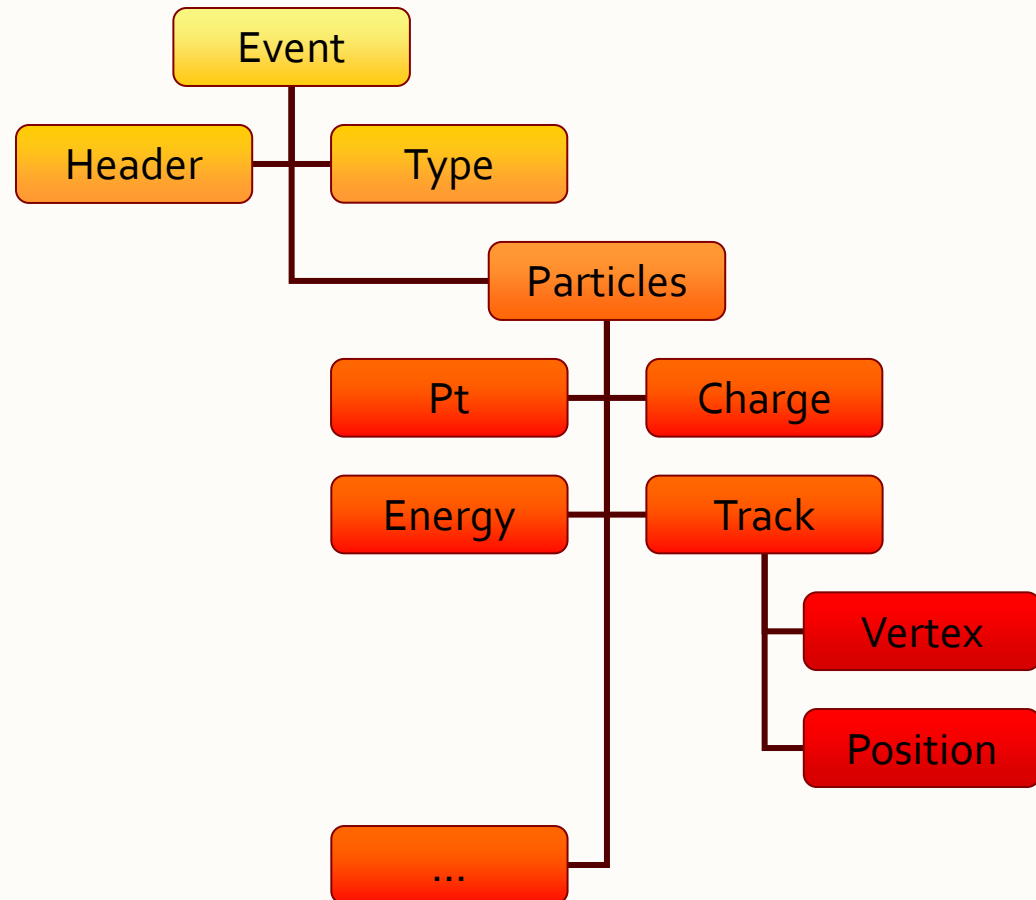 Event
Header
Type
Particles
Pt
Charge
Energy
Track
Vertex
Position
...